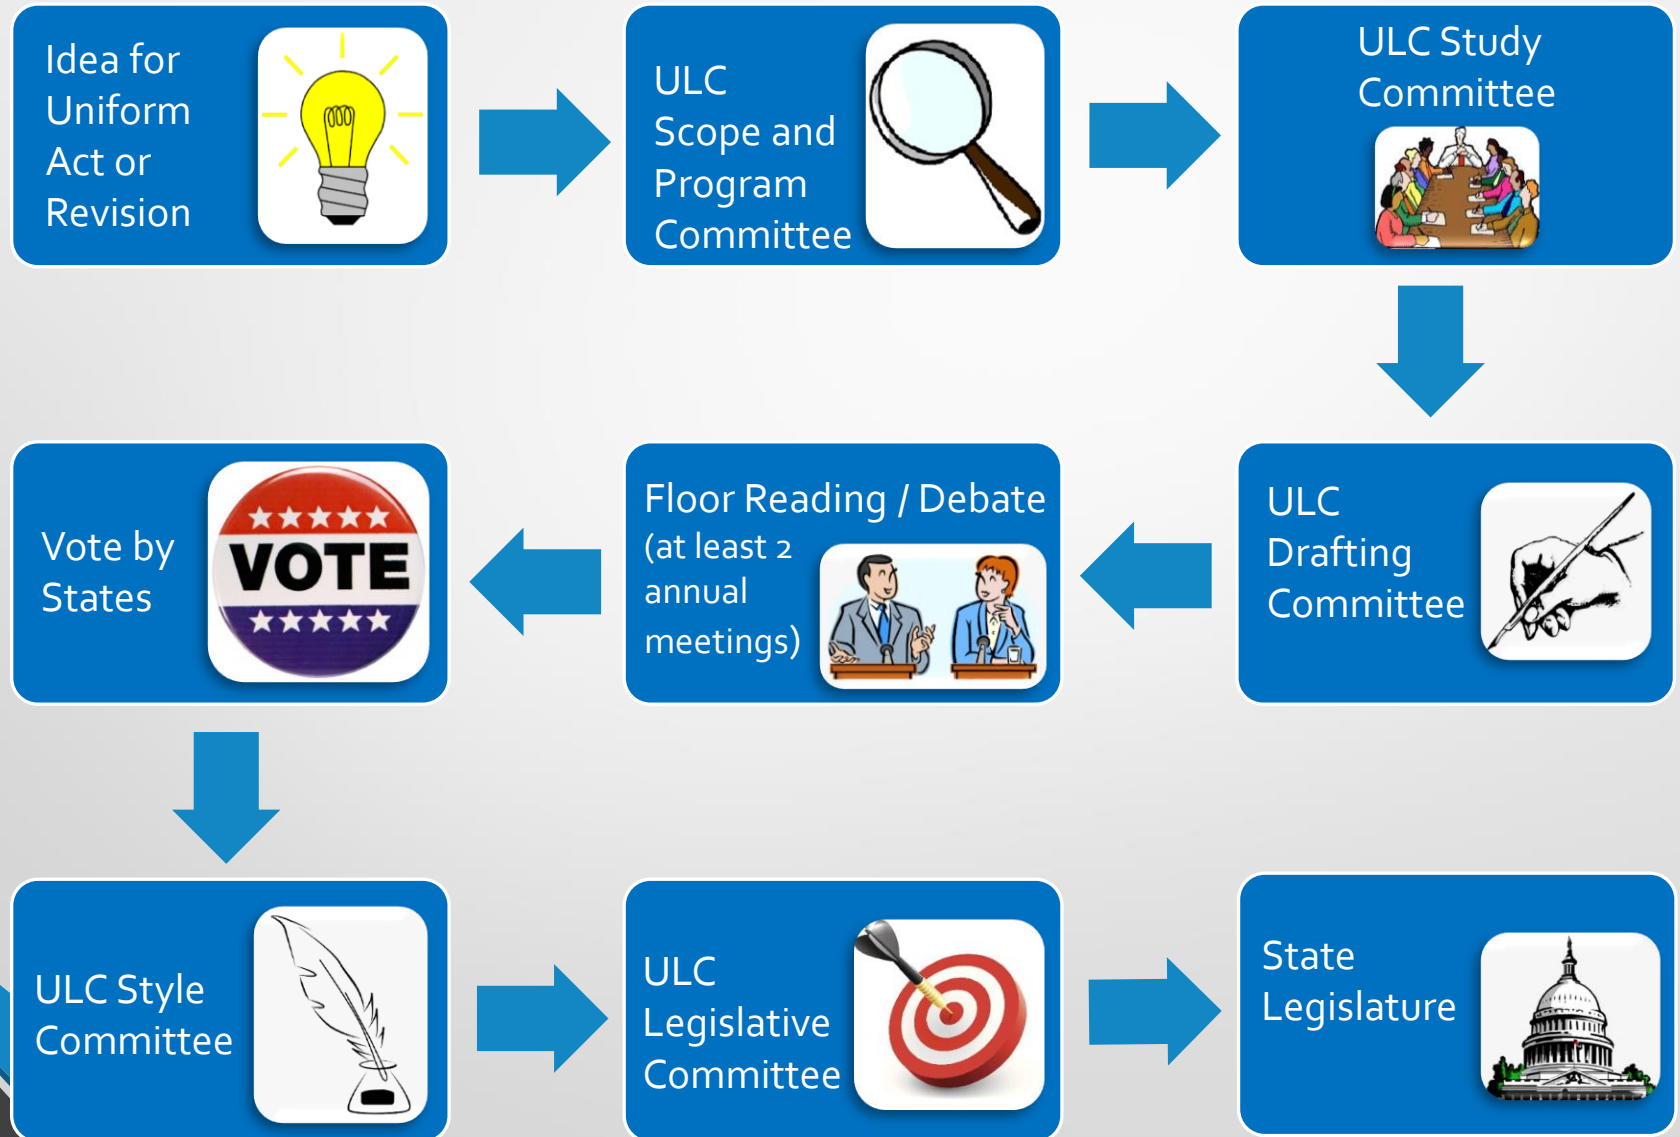 Idea for
Uniform
Act or
Revision
ULC
Scope and
Program
Committee
ULC Study
Committee
ULC
Drafting
Committee
Floor Reading / Debate
(at least 2
annual
meetings)
Vote by
States
★★★★★
VOTE
★★★★★
ULC Style
Committee
ULC
Legislative
Committee
State
Legislature